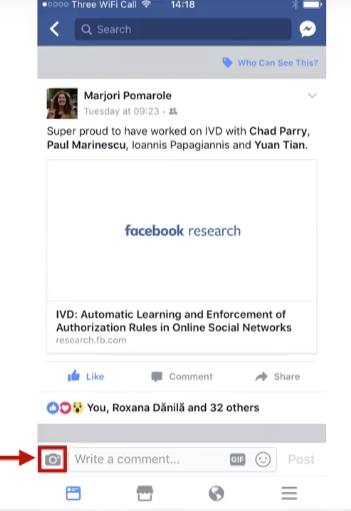 Three WiFi Call 14:18
Search
Who Can See This?
Marjori Pomarole
Tuesday at 09:23 ·
Super proud to have worked on IVD with Chad Parry,
Paul Marinescu, Ioannis Papagiannis and Yuan Tian.
facebook research
IVD: Automatic Learning and Enforcement of
Authorization Rules in Online Social Networks
research.fb.com
Like Comment Share
You, Roxana Dănilă and 32 others
Write a comment... GIF Post